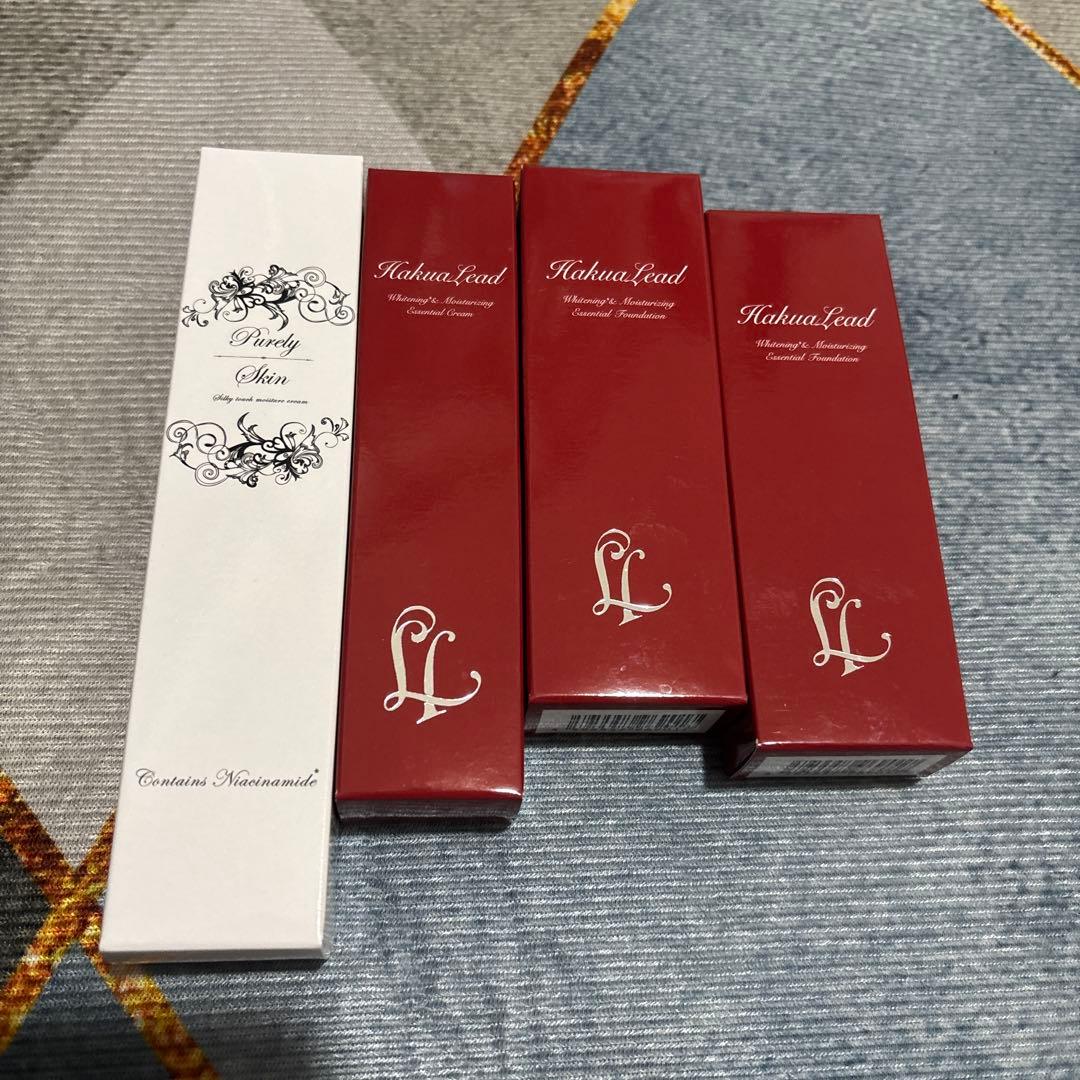 Purely
Skin
Silky touch moisture cream
Contains Niacinamide*
HakuaLead
Whitening*& Moisturizing
Essential Cream
HakuaLead
Whitening*& Moisturizing
Essential Foundation
HakuaLead
Whitening*& Moisturizing
Essential Foundation